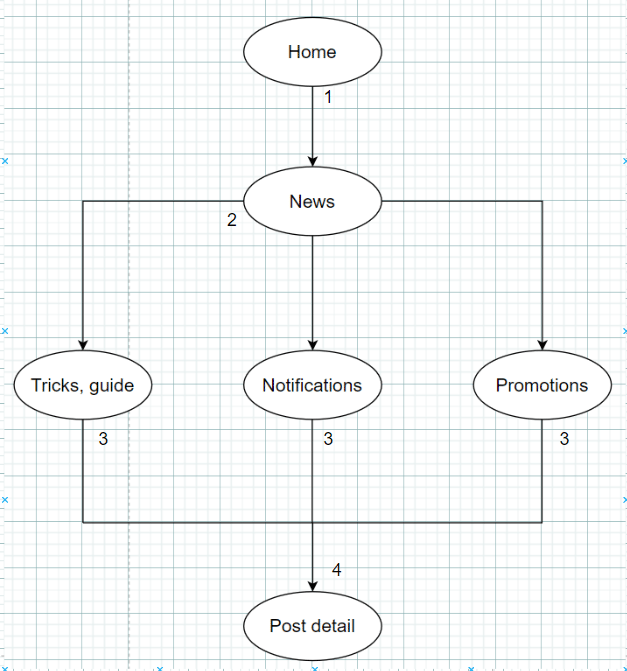 Home
1
News
2
Tricks, guide
Notifications
Promotions
3
3
3
4
Post detail